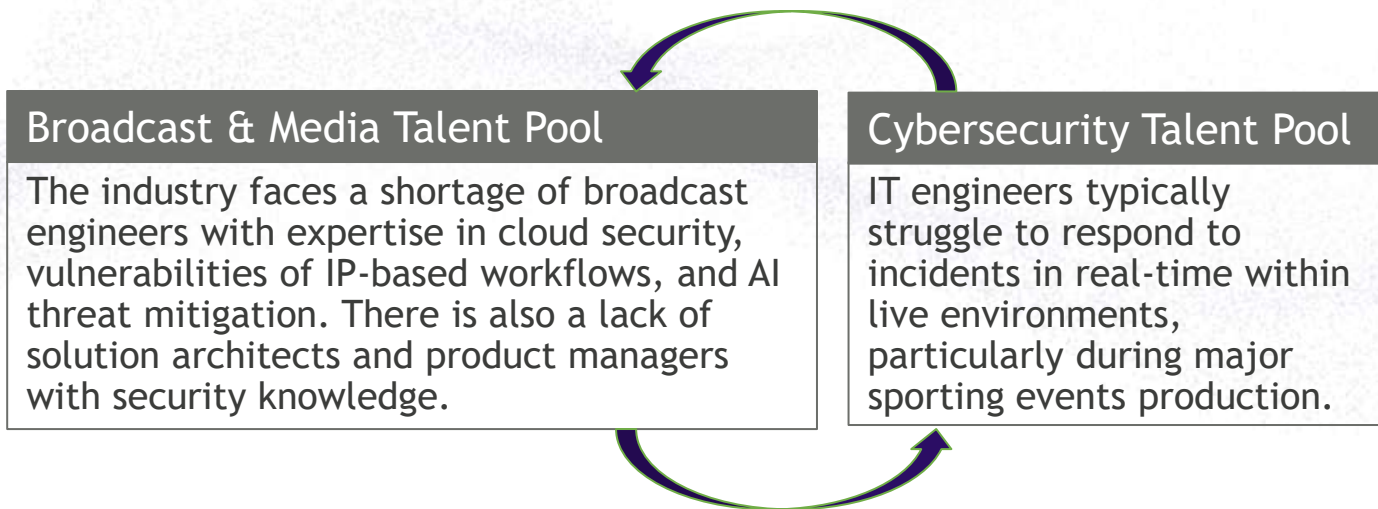 Broadcast & Media Talent Pool
The industry faces a shortage of broadcast
engineers with expertise in cloud security,
vulnerabilities of IP-based workflows, and AI
threat mitigation. There is also a lack of
solution architects and product managers
with security knowledge.
Cybersecurity Talent Pool
IT engineers typically
struggle to respond to
incidents in real-time within
live environments,
particularly during major
sporting events production.